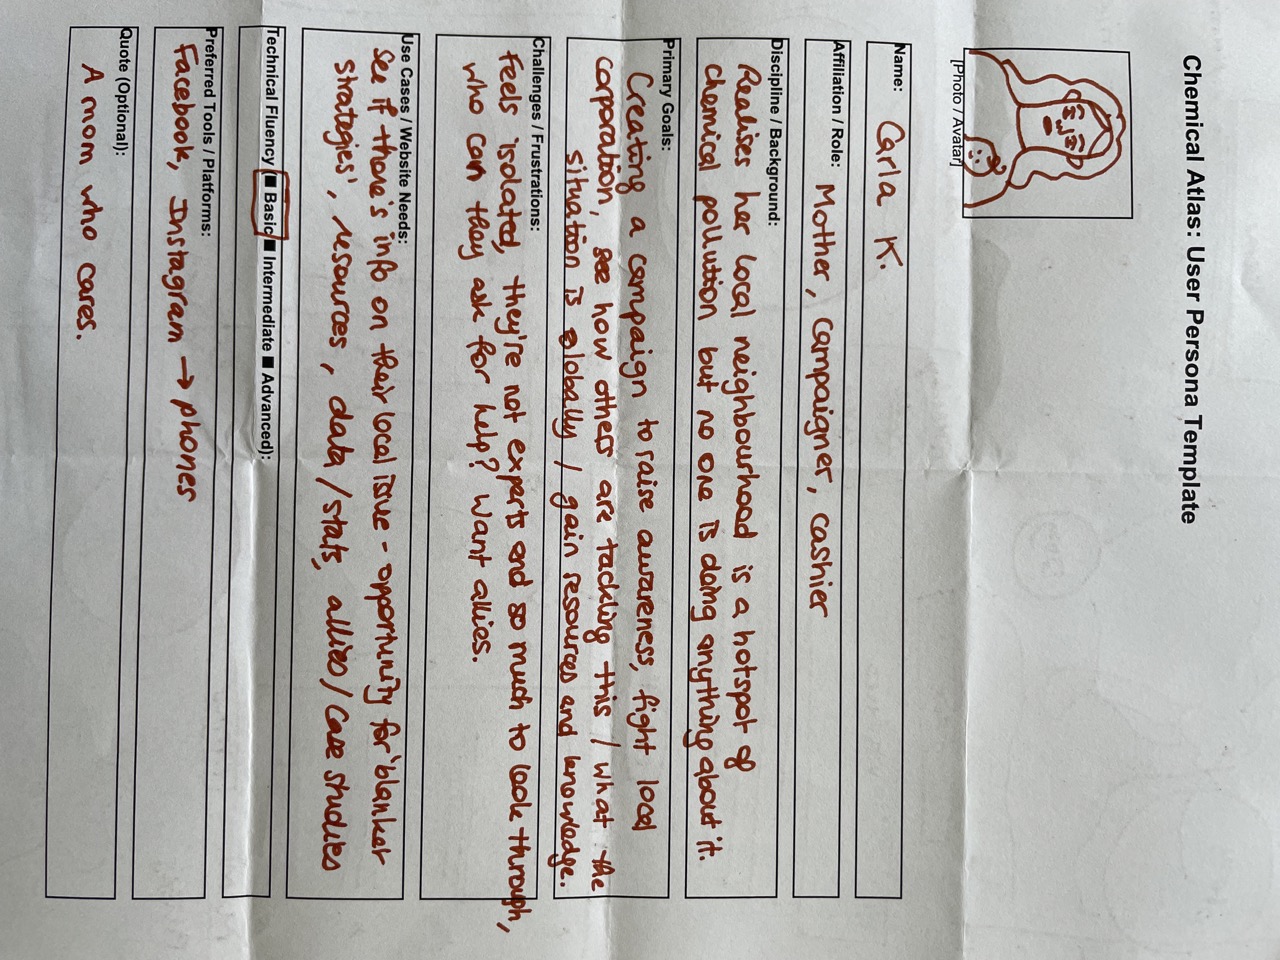 Chemical Atlas: User Persona Template
[Photo / Avatar]
Name: Carla K.
Affiliation / Role: Mother, campaigner, cashier
Discipline / Background:
Realises her local neighbourhood is a hotspot of
chemical pollution but no one is doing anything about it.
Primary Goals:
Creating a campaign to raise awareness, fight local
corporation, see how others are tackling this / what the
situation is globally / gain resources and knowledge.
Challenges / Frustrations:
Feels isolated, they're not experts and so much to look through,
who can they ask for help? Want allies.
Use Cases / Website Needs:
See if there's info on their local issue - opportunity for 'blanket
strategies', resources, data/stats, allies/case studies
Technical Fluency (■ Basic ■ Intermediate ■ Advanced):
Preferred Tools / Platforms:
Facebook, Instagram → phones
Quote (Optional):
A mom who cares.